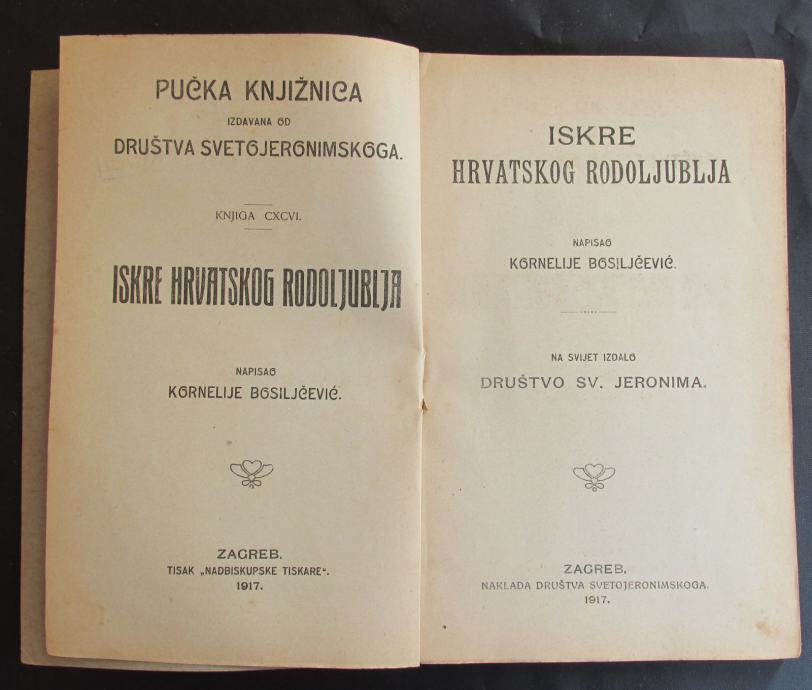 PUČKA KNJIŽNICA
IZDAVANA OD
DRUŠTVA SVETOJERONIMSKOGA.
KNJIGA CXCVI.
ISKRE HRVATSKOG RODOLJUBLJA
NAPISAO
KORNELIJE BOSILJČEVIĆ.
ZAGREB.
TISAK „NADBISKUPSKE TISKARE“.
1917.
ISKRE
HRVATSKOG RODOLJUBLJA
NAPISAO
KORNELIJE BOSILJČEVIĆ.
NA SVIJET IZDALO
DRUŠTVO SV. JERONIMA.
ZAGREB.
NAKLADA DRUŠTVA SVETOJERONIMSKOGA.
1917.